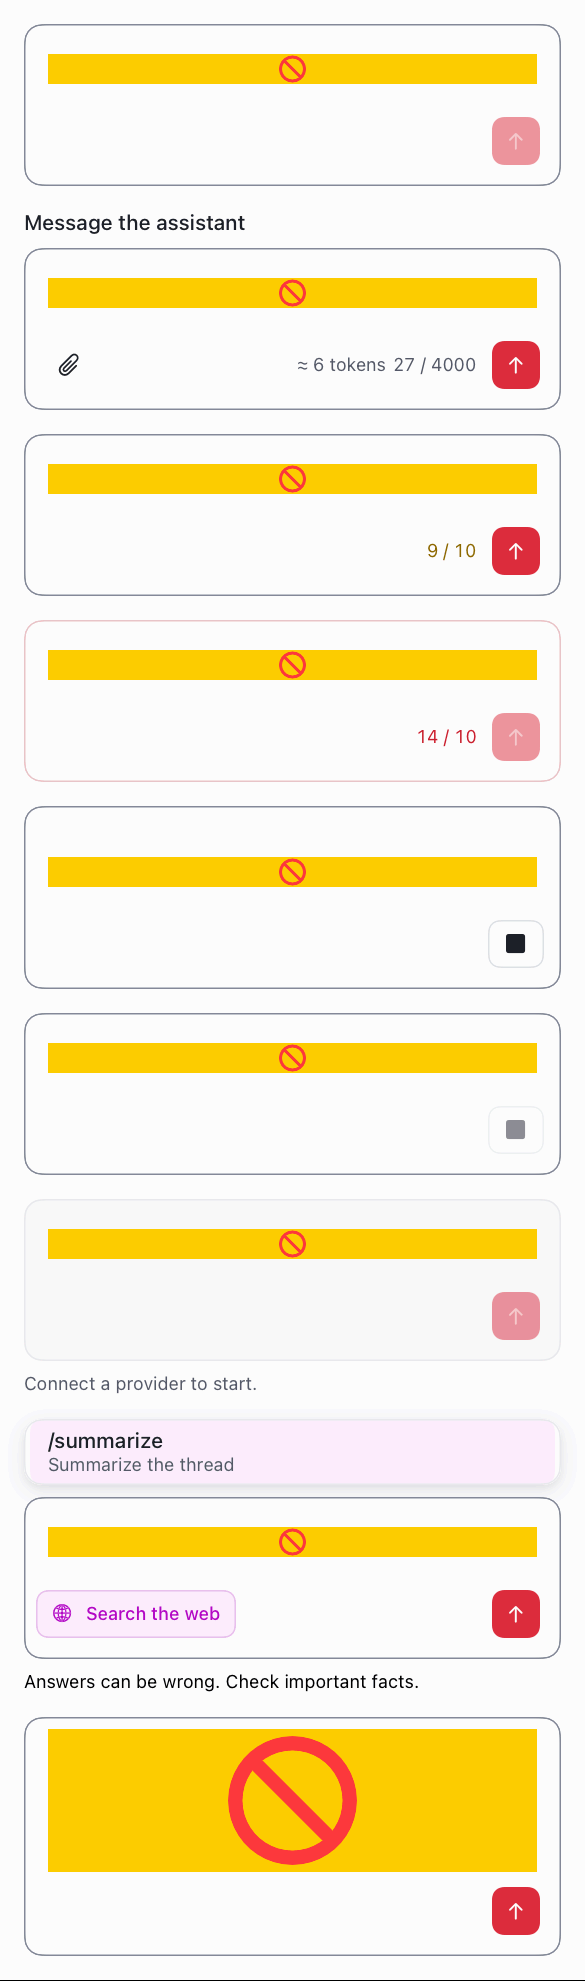 Message the assistant
≈ 6 tokens 27 / 4000
9 / 10
14 / 10
Connect a provider to start.
/summarize
Summarize the thread
Search the web
Answers can be wrong. Check important facts.